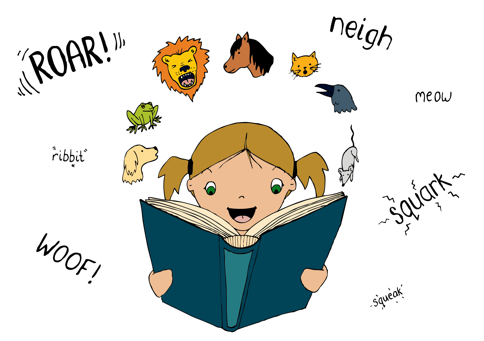 ROAR!
neigh
meow
"ribbit"
squark
WOOF!
squeak